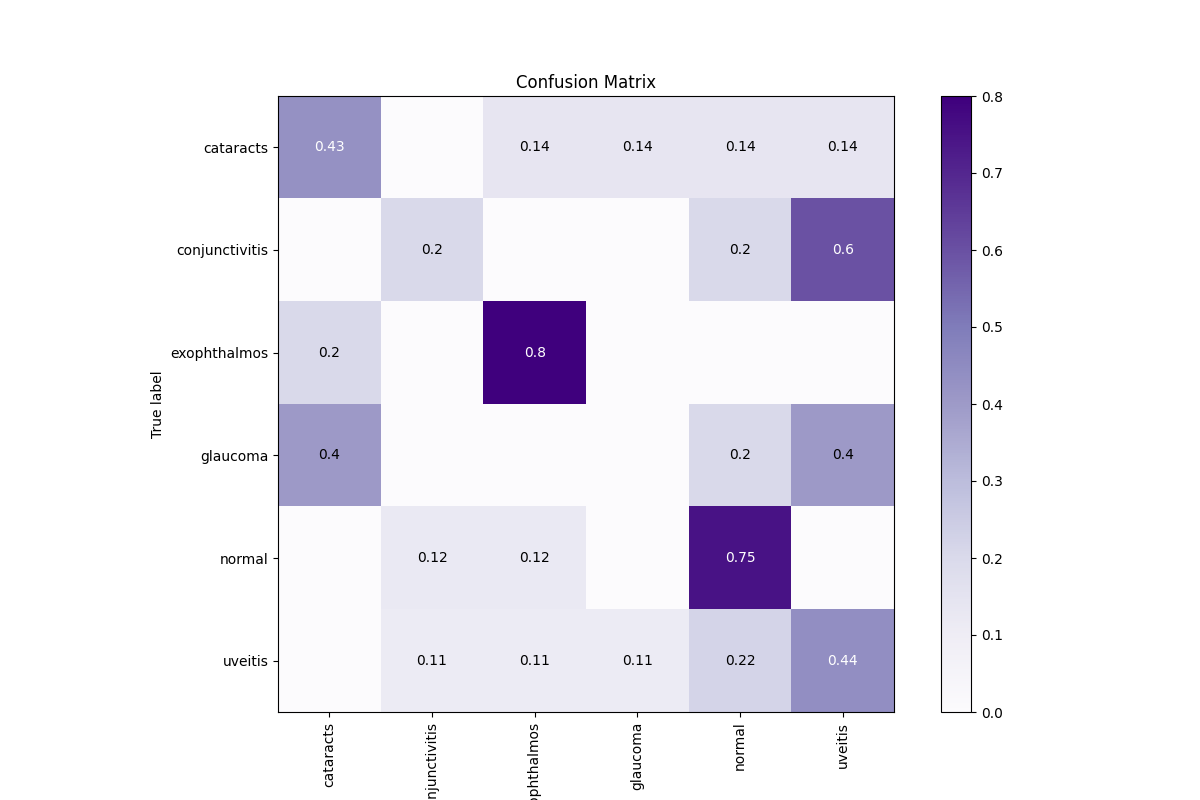 Confusion Matrix
cataracts 0.43 0.14 0.14 0.14 0.14
conjunctivitis 0.2 0.2 0.6
exophthalmos 0.2 0.8
glaucoma 0.4 0.2 0.4
normal 0.12 0.12 0.75
uveitis 0.11 0.11 0.11 0.22 0.44
True label
cataracts
njunctivitis
ophthalmos
glaucoma
normal
uveitis
0.8
0.7
0.6
0.5
0.4
0.3
0.2
0.1
0.0